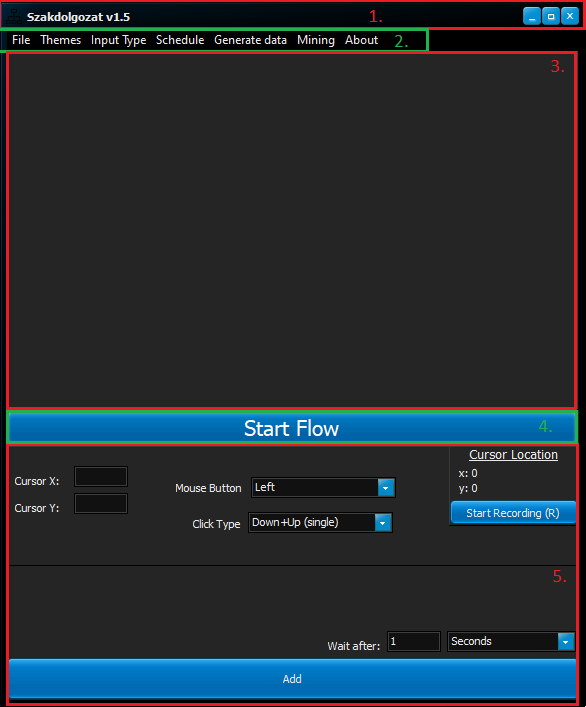 Szakdolgozat v1.5 1.
File Themes Input Type Schedule Generate data Mining About 2.
3.
Start Flow 4.
Cursor Location
x: 0
y: 0
Cursor X:
Cursor Y:
Mouse Button Left
Click Type Down+Up (single)
Start Recording (R)
5.
Wait after: 1 Seconds
Add